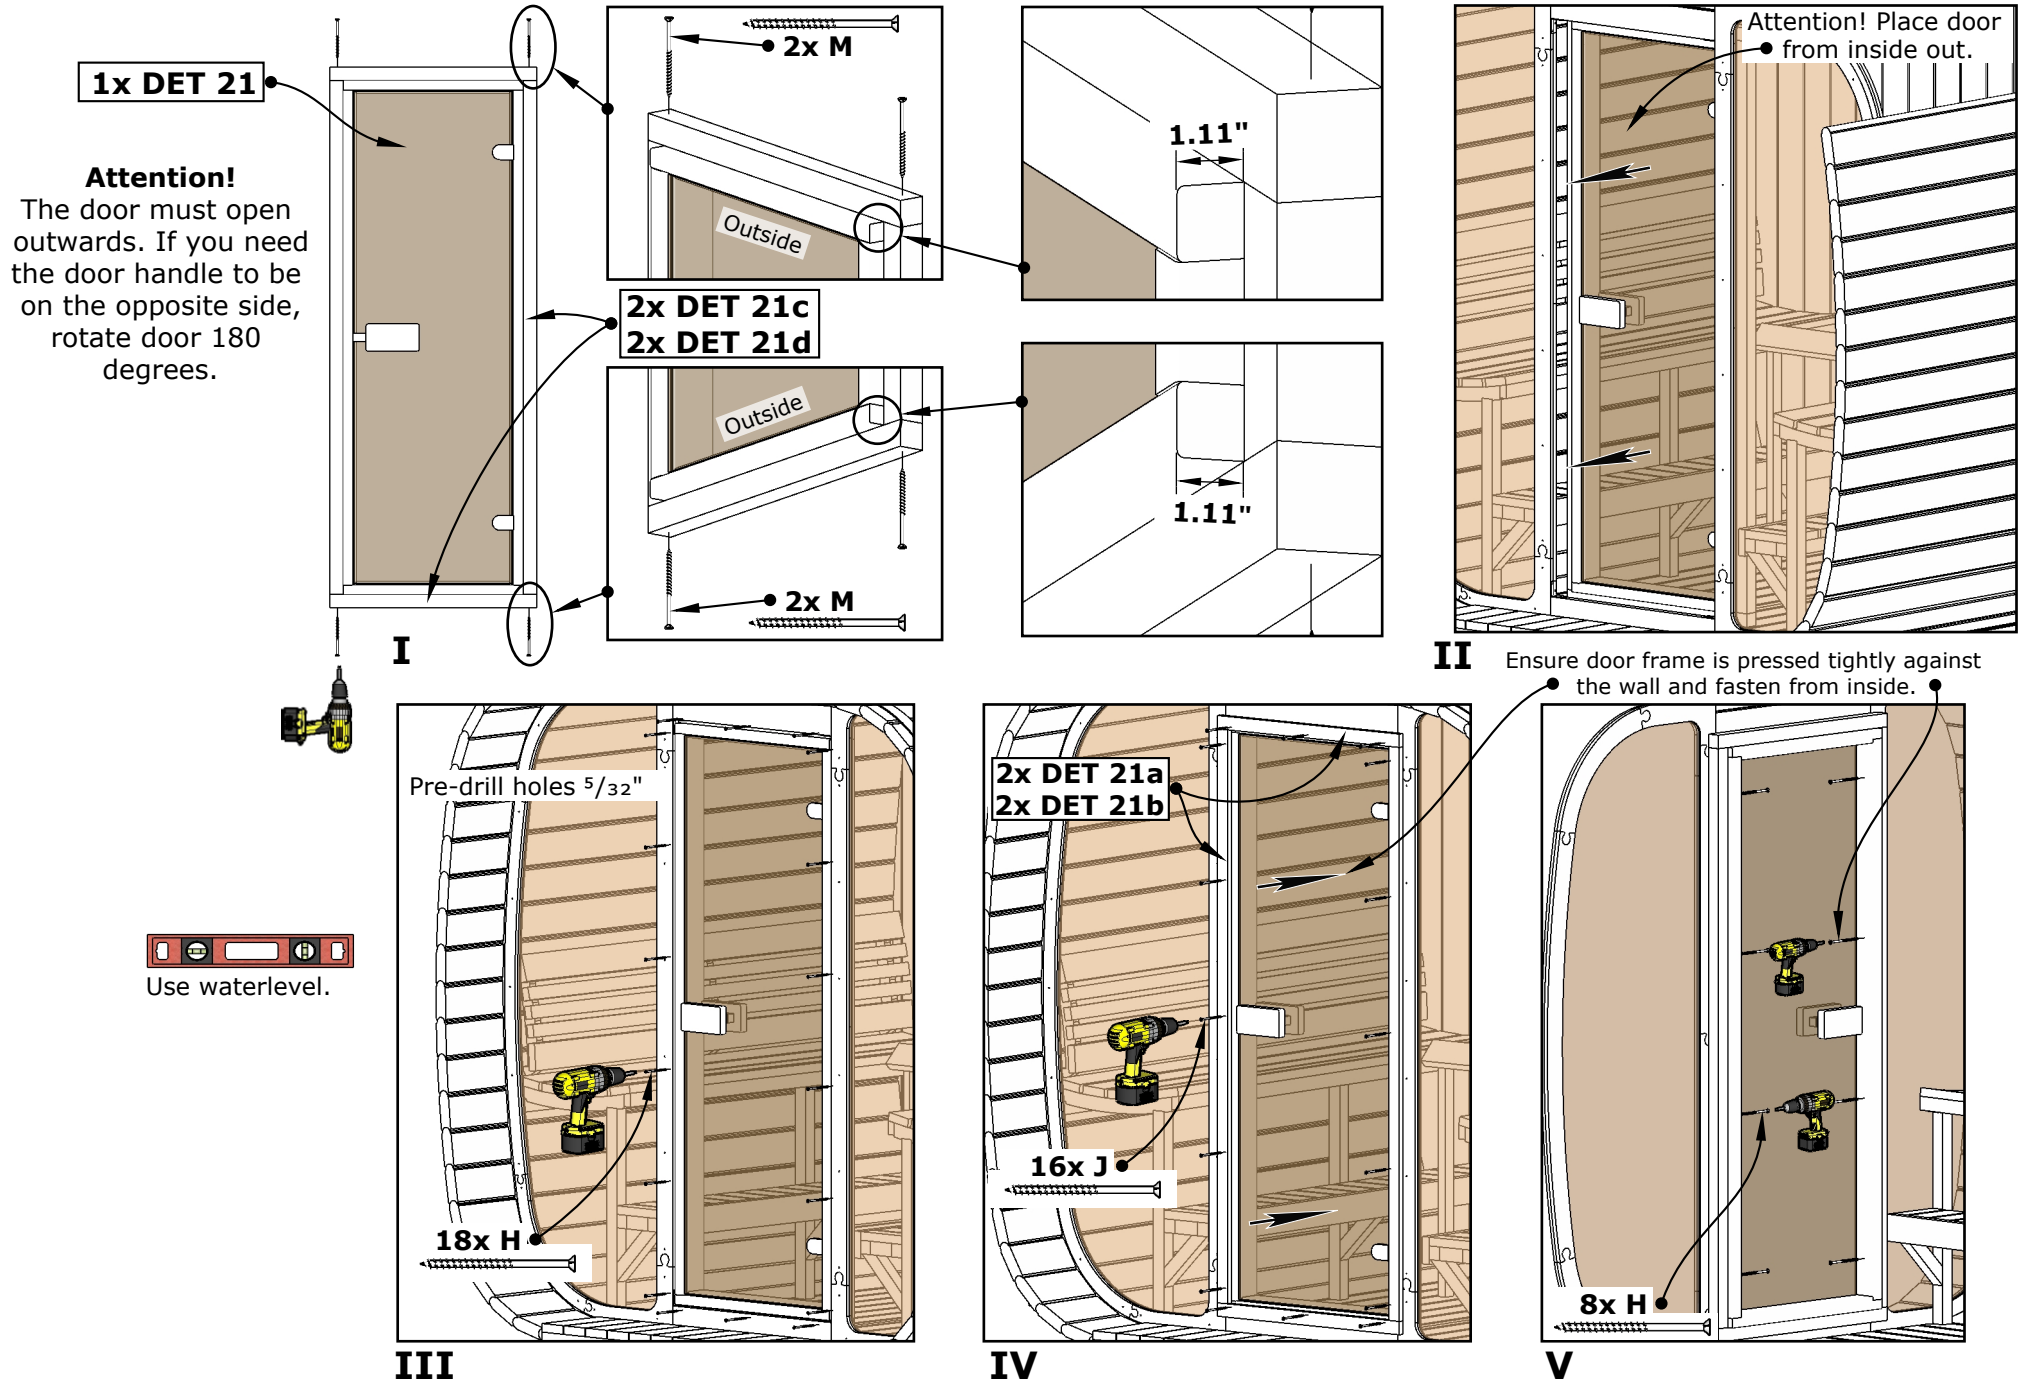 1x DET 21
Attention!
The door must open
outwards. If you need
the door handle to be
on the opposite side,
rotate door 180
degrees.
2x M
Outside
1.11"
2x DET 21c
2x DET 21d
Outside
2x M
1.11"
I
Attention! Place door
from inside out.
II
Ensure door frame is pressed tightly against
the wall and fasten from inside.
Use waterlevel.
Pre-drill holes ⁵/₃₂"
18x H
III
2x DET 21a
2x DET 21b
16x J
IV
8x H
V